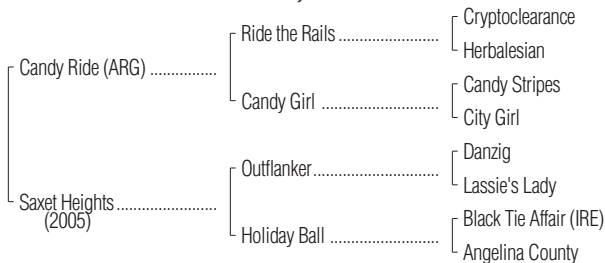 Cryptoclearance
Ride the Rails ........................
Herbalesian
Candy Ride (ARG) ................
Candy Stripes
Candy Girl ............................
City Girl
Danzig
Outflanker.............................
Lassie's Lady
Saxet Heights ........................
(2005)
Black Tie Affair (IRE)
Holiday Ball ..........................
Angelina County